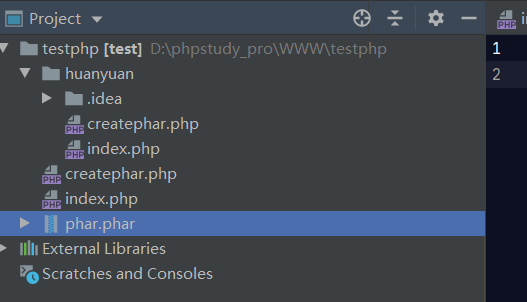 Project
testphp [test] D:\phpstudy_pro\WWW\testphp
huanyuan
.idea
createphar.php
index.php
createphar.php
index.php
phar.phar
External Libraries
Scratches and Consoles
1
2